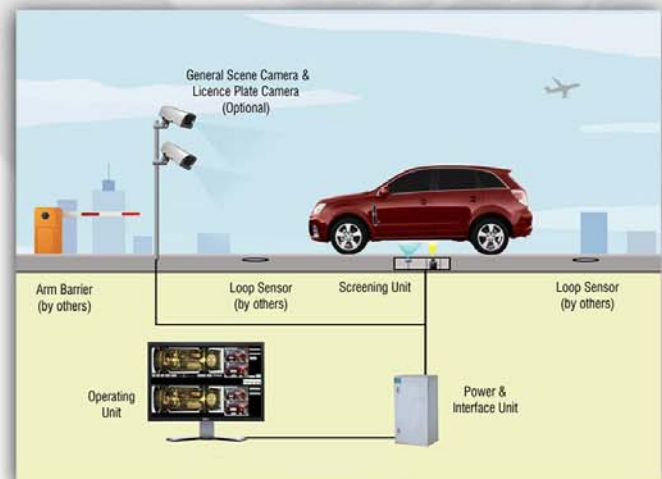 General Scene Camera &
Licence Plate Camera
(Optional)
Arm Barrier
(by others)
Loop Sensor
(by others)
Screening Unit
Loop Sensor
(by others)
Operating
Unit
Power &
Interface Unit